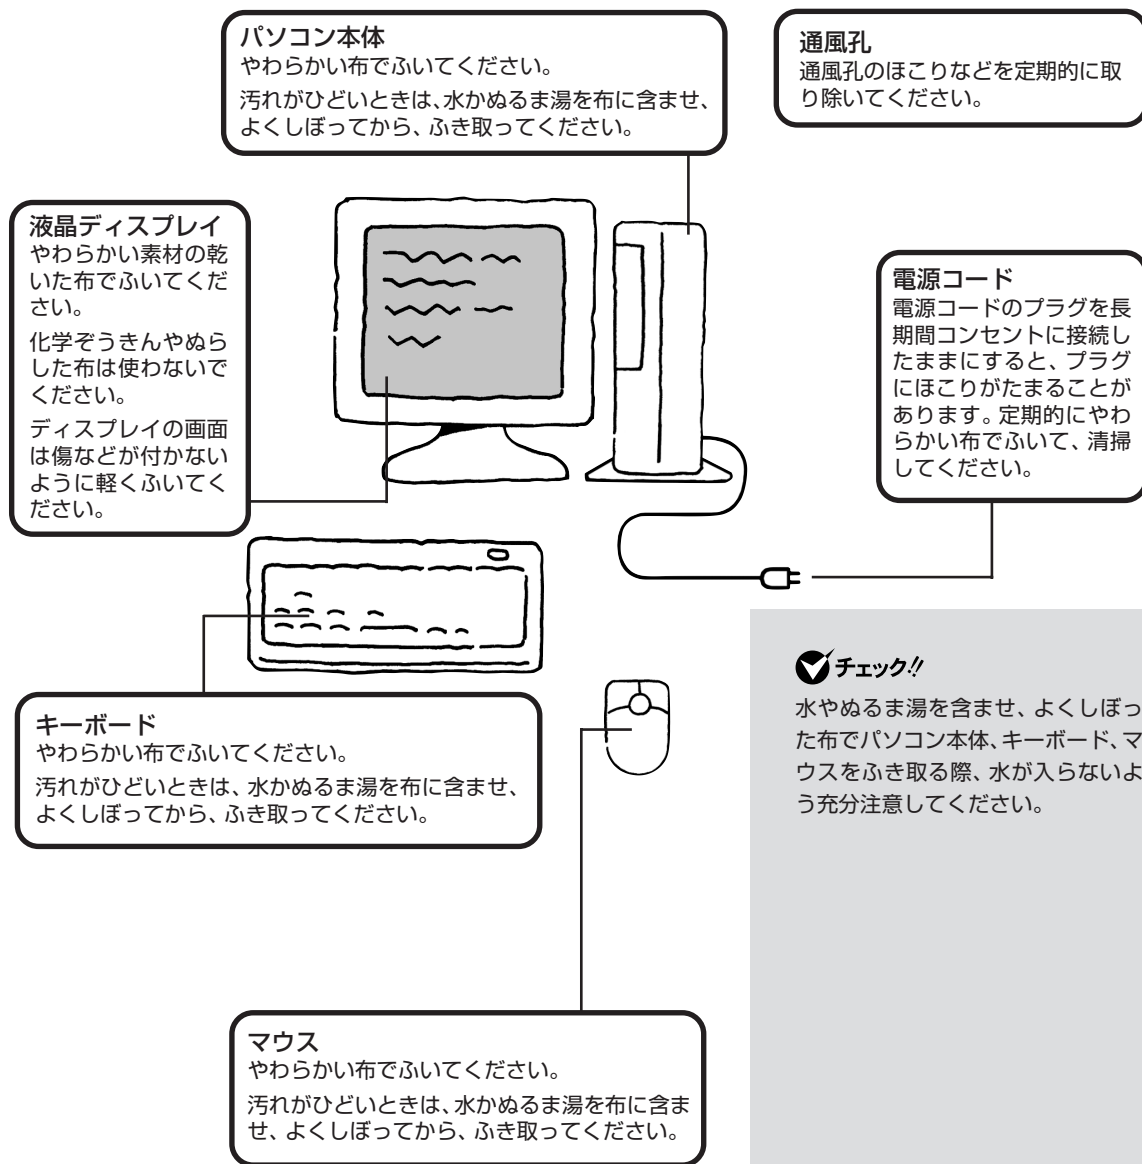 パソコン本体
やわらかい布でふいてください。
汚れがひどいときは、水かぬるま湯を布に含ませ、
よくしぼってから、ふき取ってください。
通風孔
通風孔のほこりなどを定期的に取
り除いてください。
液晶ディスプレイ
やわらかい素材の乾
いた布でふいてくだ
さい。
化学ぞうきんやぬら
した布は使わないで
ください。
ディスプレイの画面
は傷などが付かない
ように軽くふいてく
ださい。
電源コード
電源コードのプラグを長
期間コンセントに接続し
たままにすると、プラグ
にほこりがたまることが
あります。定期的にやわ
らかい布でふいて、清掃
してください。
キーボード
やわらかい布でふいてください。
汚れがひどいときは、水かぬるま湯を布に含ませ、
よくしぼってから、ふき取ってください。
チェック!!
水やぬるま湯を含ませ、よくしぼっ
た布でパソコン本体、キーボード、マ
ウスをふき取る際、水が入らないよ
う充分注意してください。
マウス
やわらかい布でふいてください。
汚れがひどいときは、水かぬるま湯を布に含ま
せ、よくしぼってから、ふき取ってください。